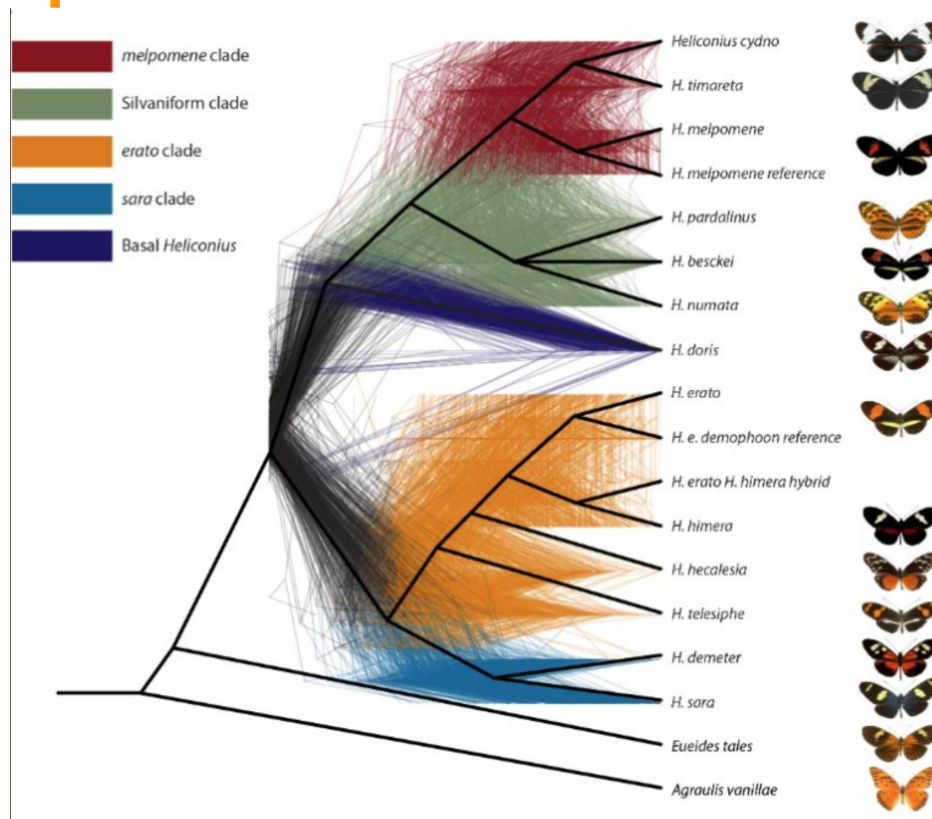 melpomene clade
Silvaniform clade
erato clade
sara clade
Basal Heliconius
Heliconius cydno
H. timareta
H. melpomene
H. melpomene reference
H. pardalinus
H. besckei
H. numata
H. doris
H. erato
H. e. demophoon reference
H. erato H. himera hybrid
H. himera
H. hecalesia
H. telesiphe
H. demeter
H. sara
Eueides tales
Agraulis vanillae